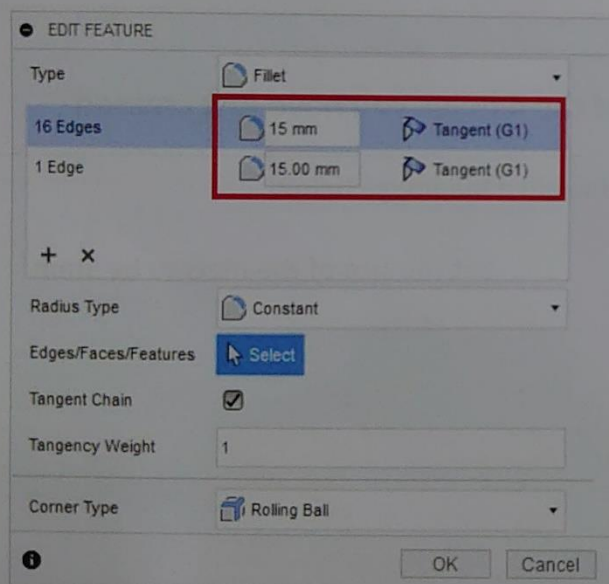 EDIT FEATURE
Type Fillet
16 Edges 15 mm Tangent (G1)
1 Edge 15.00 mm Tangent (G1)
Radius Type Constant
Edges/Faces/Features Select
Tangent Chain
Tangency Weight 1
Corner Type Rolling Ball
OK Cancel